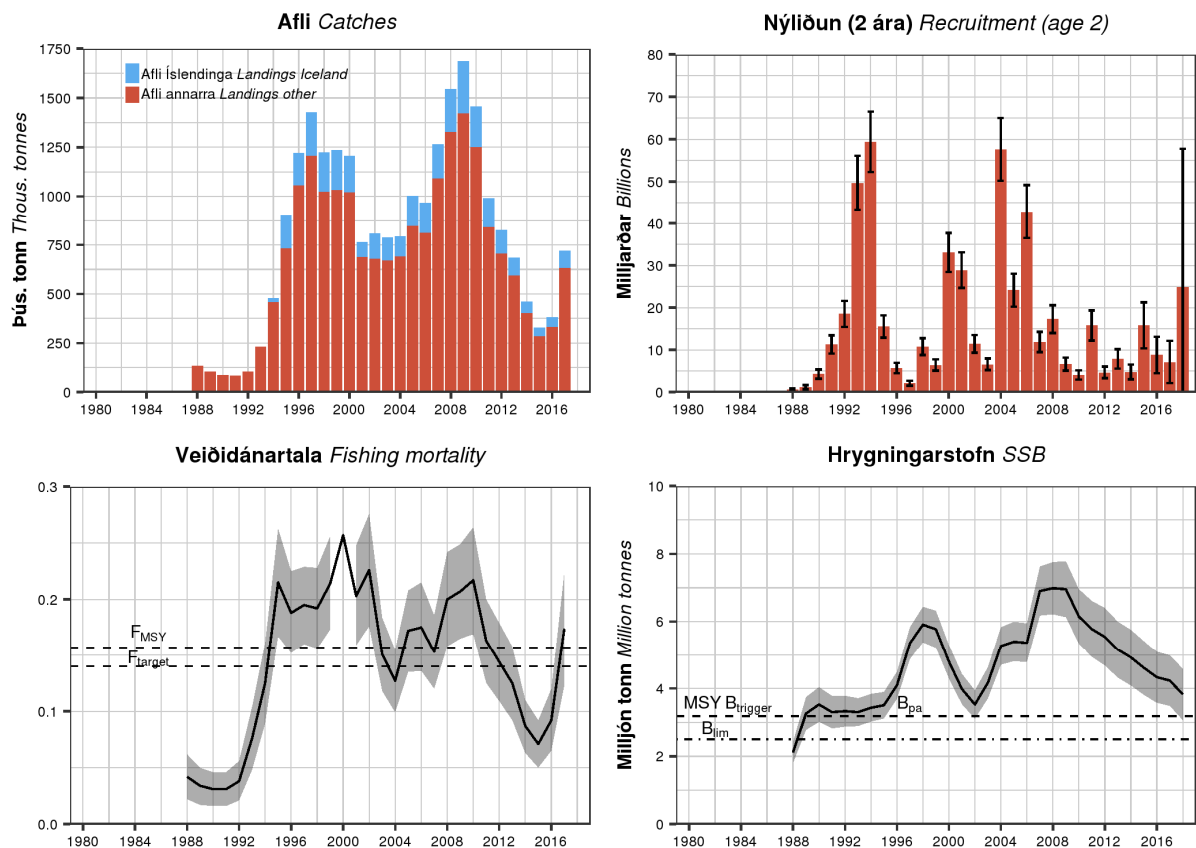 Afli Catches
Þús. tonn Thous. tonnes
1750
1500
1250
1000
750
500
250
0
Afli Íslendinga Landings Iceland
Afli annarra Landings other
1980 1984 1988 1992 1996 2000 2004 2008 2012 2016
Nýliðun (2 ára) Recruitment (age 2)
Milljarðar Billions
80
70
60
50
40
30
20
10
0
1980 1984 1988 1992 1996 2000 2004 2008 2012 2016
Veiðidánartala Fishing mortality
0.3
0.2
0.1
0.0
FMSY
Ftarget
1980 1984 1988 1992 1996 2000 2004 2008 2012 2016
Hrygningarstofn SSB
Milljón tonn Million tonnes
10
8
6
4
2
0
MSY Btrigger Bpa
Blim
1980 1984 1988 1992 1996 2000 2004 2008 2012 2016